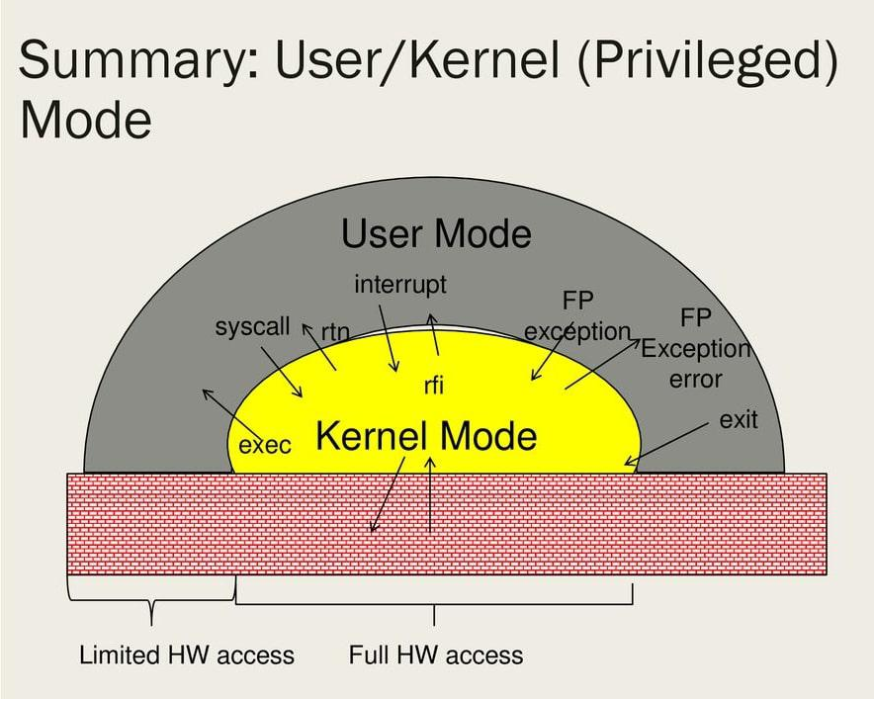 Summary: User/Kernel (Privileged)
Mode
User Mode
interrupt
syscall
rtn
FP
exception
FP
Exception
error
rfi
exec
Kernel Mode
exit
Limited HW access
Full HW access